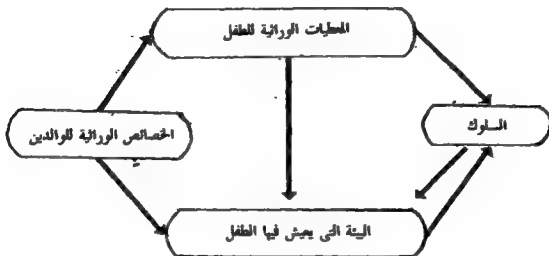 المعطيات الوراثية للطفل
الخصائص الوراثية للوالدين
السلوك
البيئة التى يعيش فيها الطفل